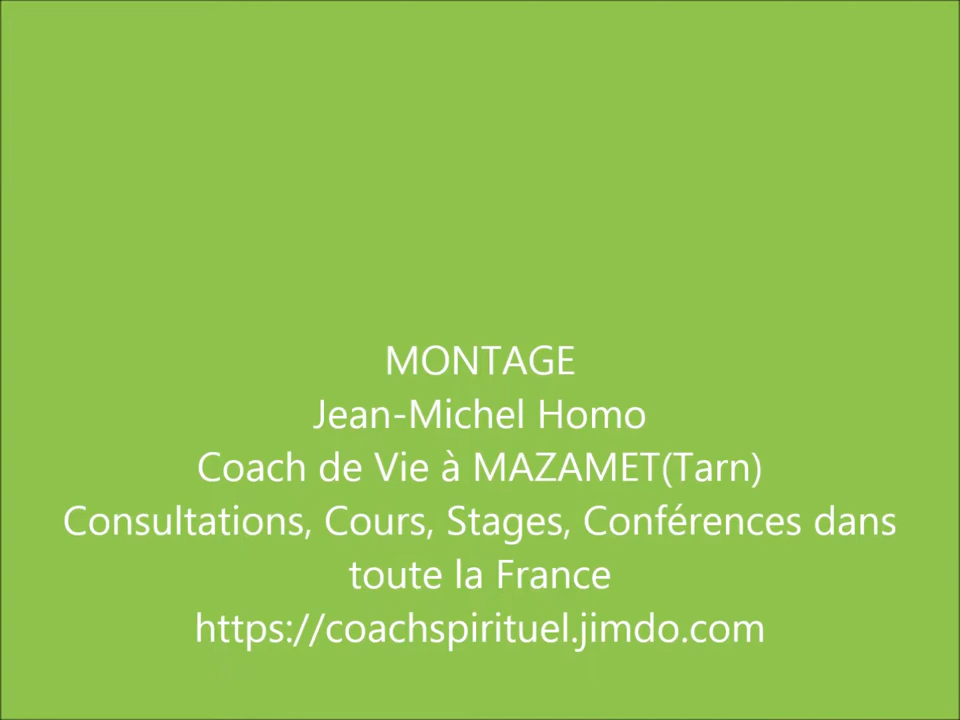 MONTAGE
Jean-Michel Homo
Coach de Vie à MAZAMET(Tarn)
Consultations, Cours, Stages, Conférences dans
toute la France
https://coachspirituel.jimdo.com